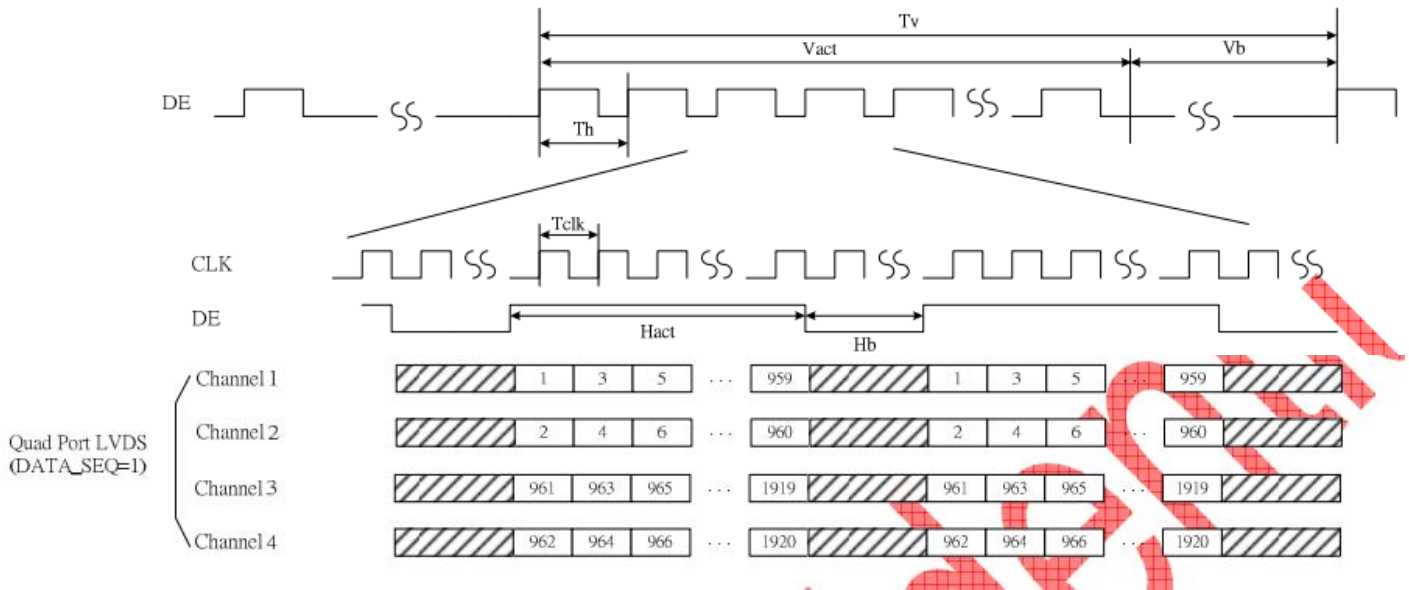 Tv
Vact Vb
DE
Th
Tclk
CLK
DE
Hact
Hb
Channel 1 1 3 5 ... 959 1 3 5 ... 959
Channel 2 2 4 6 ... 960 2 4 6 ... 960
Quad Port LVDS
(DATA_SEQ=1)
Channel 3 961 963 965 ... 1919 961 963 965 ... 1919
Channel 4 962 964 966 ... 1920 962 964 966 ... 1920